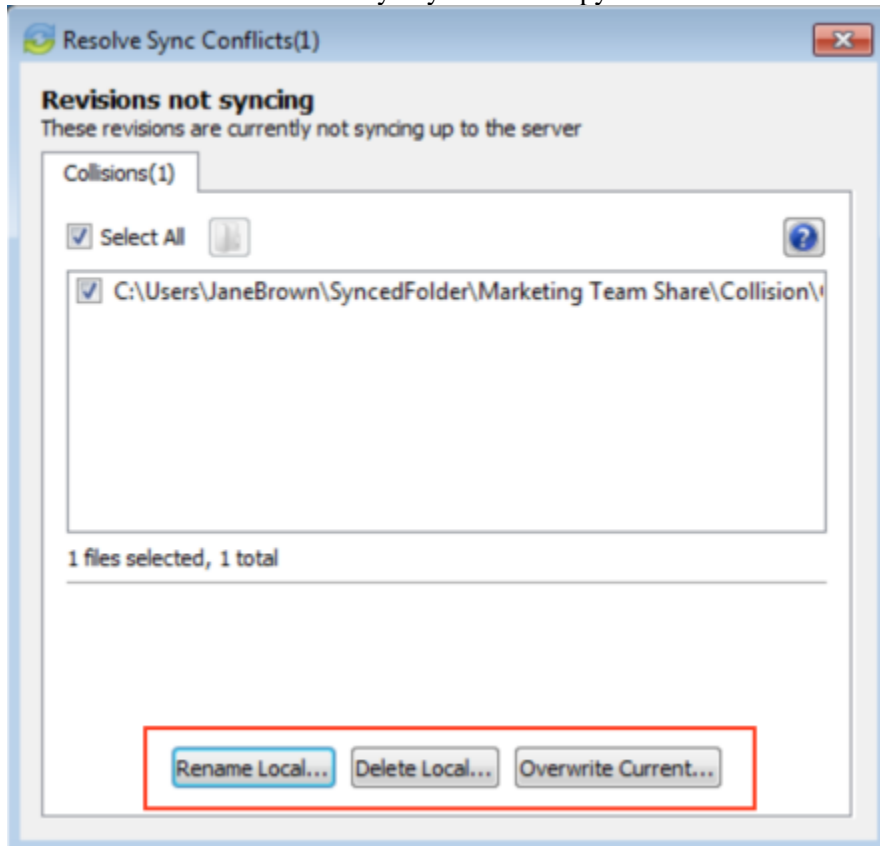 Resolve Sync Conflicts(1)
Revisions not syncing
These revisions are currently not syncing up to the server
Collisions(1)
Select All
C:\Users\JaneBrown\SyncedFolder\Marketing Team Share\Collision\
1 files selected, 1 total
Rename Local... Delete Local... Overwrite Current...